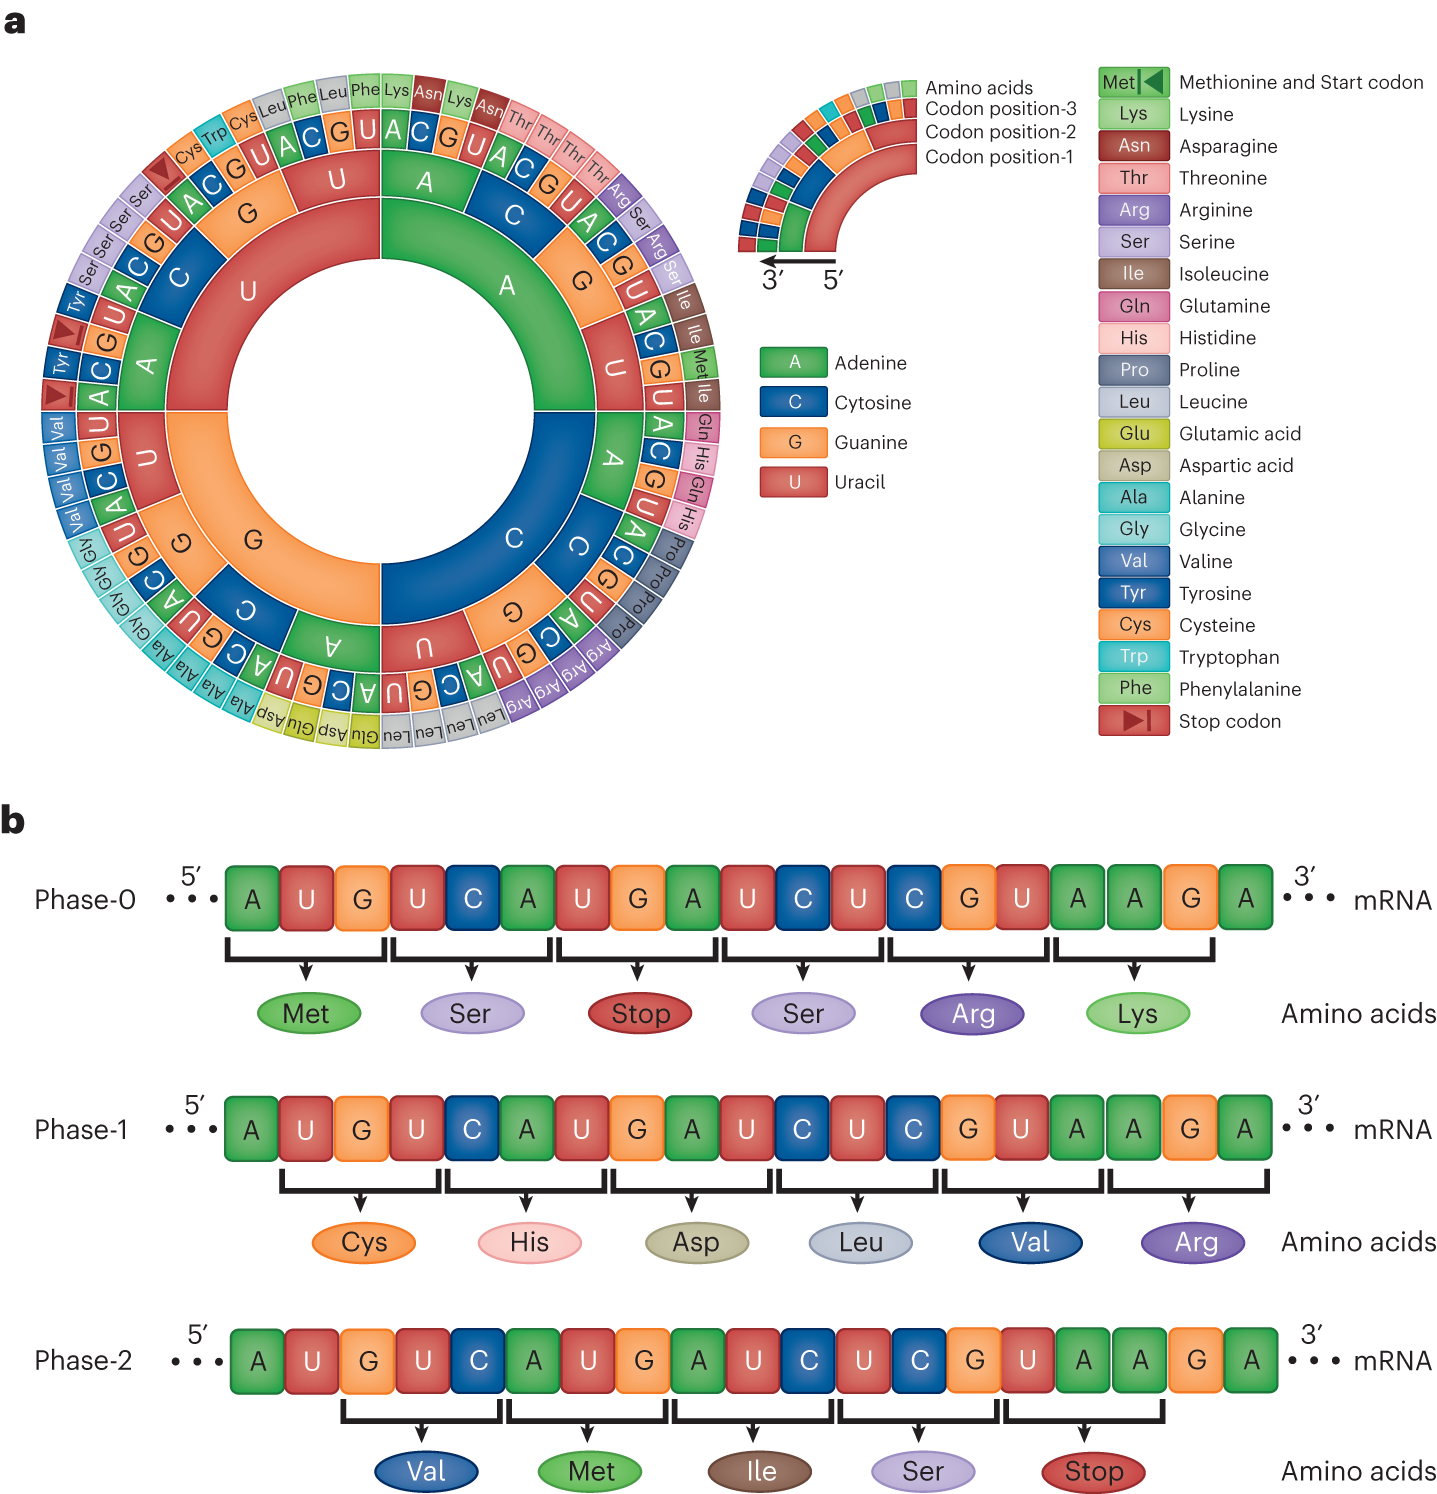 a
Lys Asn Lys Asn Thr Thr Thr Thr Arg Ser Arg Ser Ile Ile Met Ile
Gln His Gln His Pro Pro Pro Pro Arg Arg Arg Arg Leu Leu Leu Leu
Glu Asp Glu Asp Ala Ala Ala Ala Gly Gly Gly Gly Val Val Val Val
Tyr Tyr Ser Ser Ser Ser Cys Trp Cys Leu Phe Leu Phe
A C G U A C G U A C G U A C G U
A C G U A C G U A C G U A C G U
A C G U A C G U A C G U A C G U
A C G U A C G U A C G U A C G U
A C G U A C G U A C G U A C G U
A C G U
Amino acids
Codon position-3
Codon position-2
Codon position-1
3′ 5′
A Adenine
C Cytosine
G Guanine
U Uracil
Met Methionine and Start codon
Lys Lysine
Asn Asparagine
Thr Threonine
Arg Arginine
Ser Serine
Ile Isoleucine
Gln Glutamine
His Histidine
Pro Proline
Leu Leucine
Glu Glutamic acid
Asp Aspartic acid
Ala Alanine
Gly Glycine
Val Valine
Tyr Tyrosine
Cys Cysteine
Trp Tryptophan
Phe Phenylalanine
Stop codon
b
Phase-0 5′ A U G U C A U G A U C U C G U A A G A 3′ mRNA
Met Ser Stop Ser Arg Lys Amino acids
Phase-1 5′ A U G U C A U G A U C U C G U A A G A 3′ mRNA
Cys His Asp Leu Val Arg Amino acids
Phase-2 5′ A U G U C A U G A U C U C G U A A G A 3′ mRNA
Val Met Ile Ser Stop Amino acids